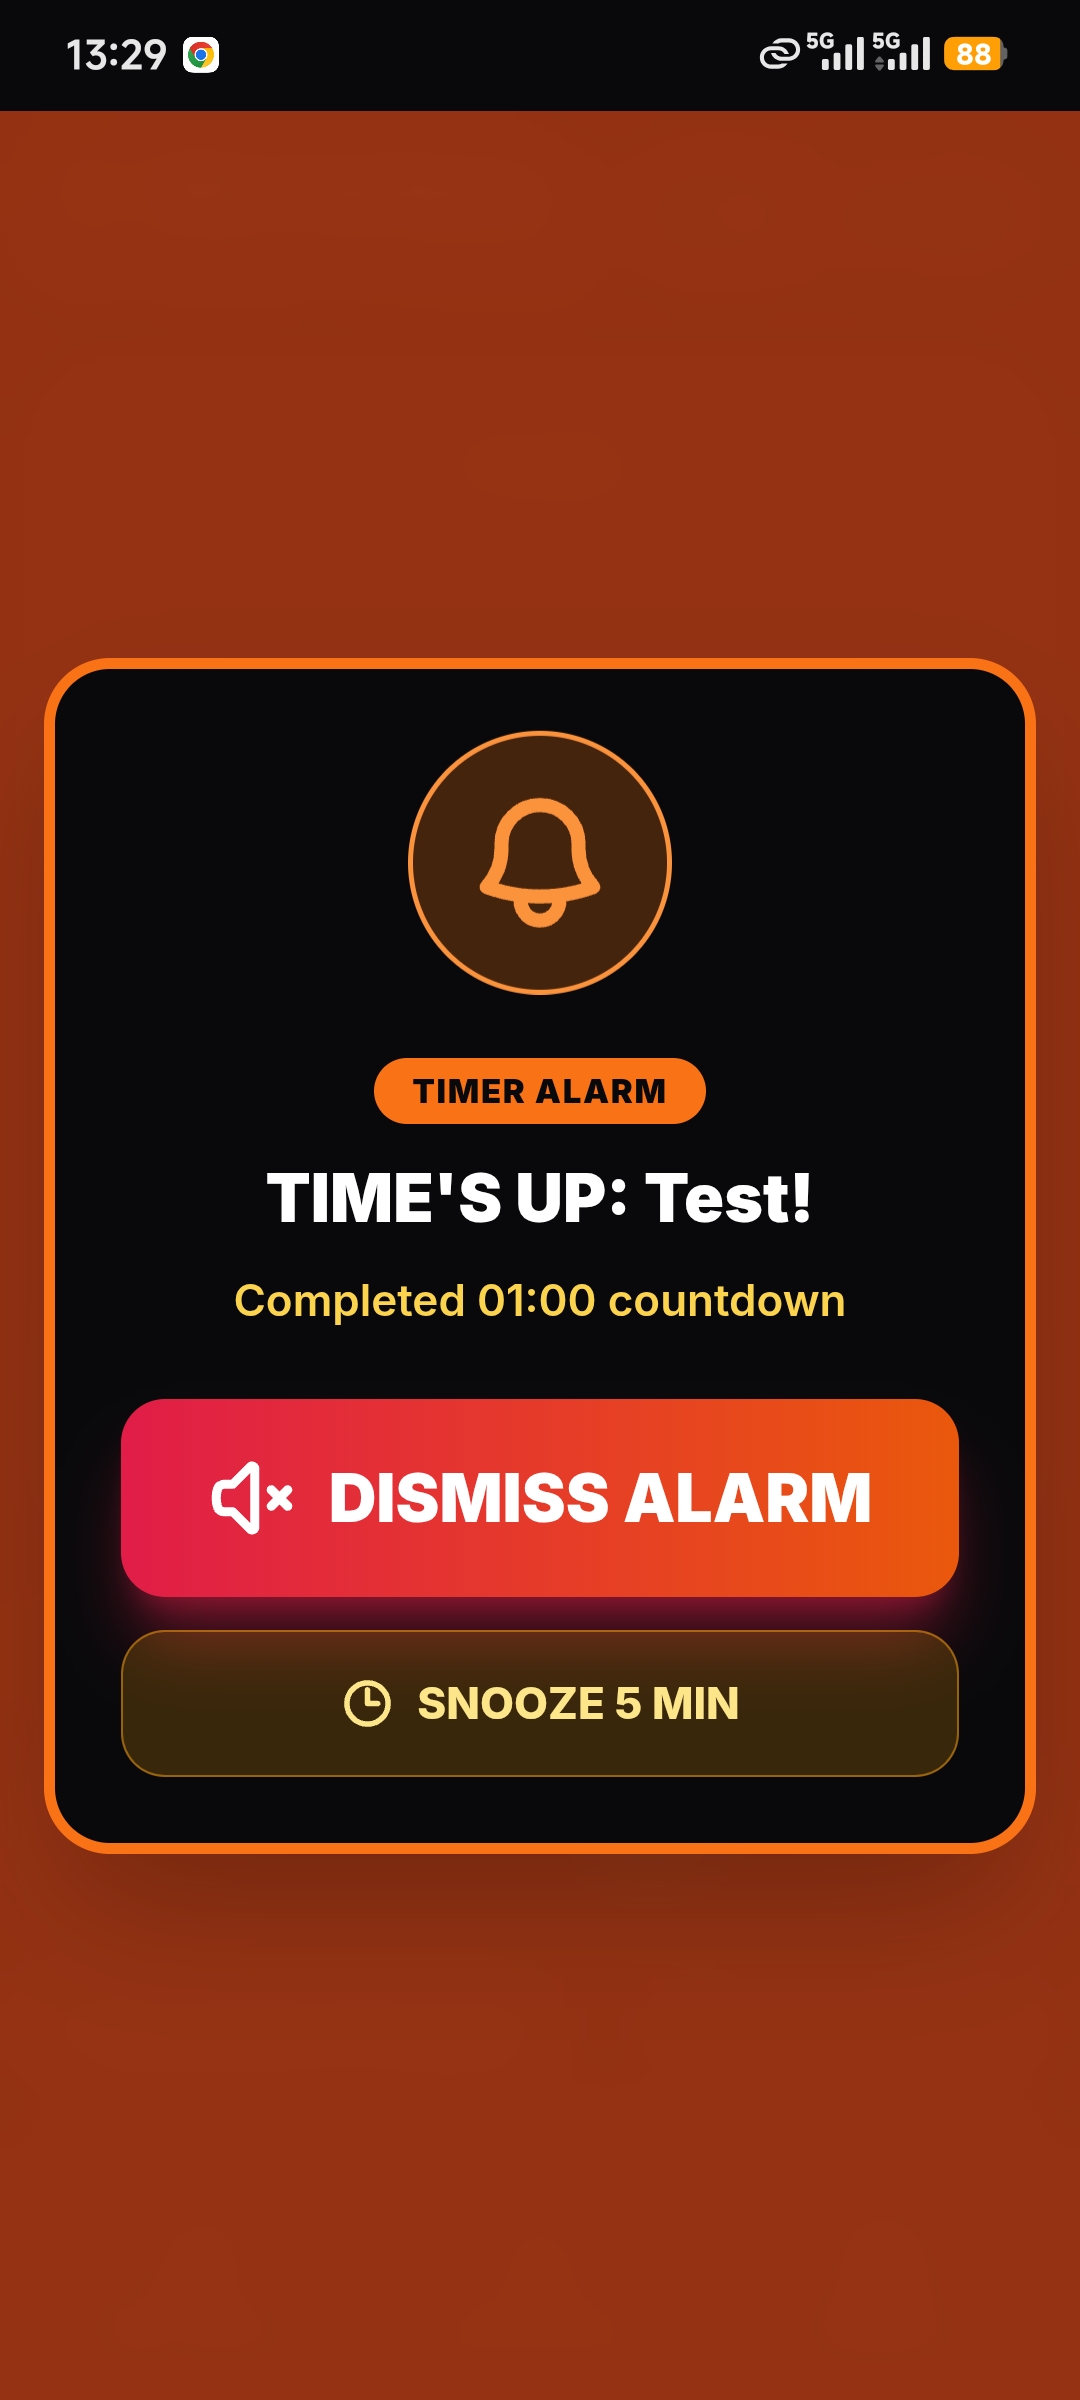 13:29
5G 5G 88
TIMER ALARM
TIME'S UP: Test!
Completed 01:00 countdown
DISMISS ALARM
SNOOZE 5 MIN